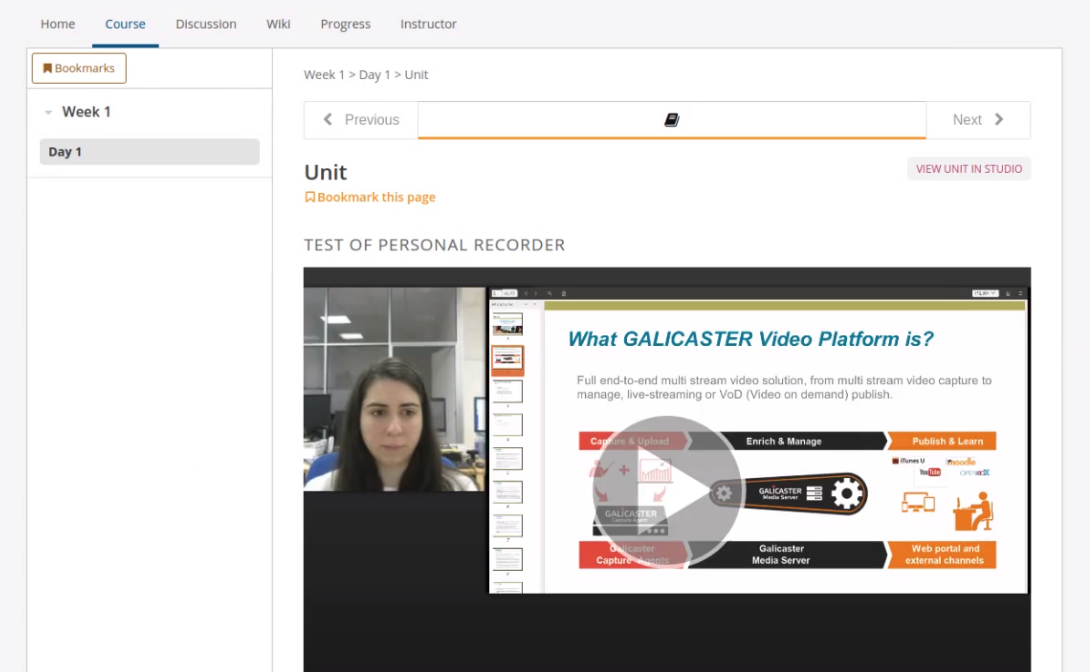 Home Course Discussion Wiki Progress Instructor
Bookmarks
Week 1
Day 1
Week 1 > Day 1 > Unit
Previous
Next
Unit
VIEW UNIT IN STUDIO
Bookmark this page
TEST OF PERSONAL RECORDER
What GALICASTER Video Platform is?
Full end-to-end multi stream video solution, from multi stream video capture to
manage, live-streaming or VoD (Video on demand) publish.
Capture & Upload
Enrich & Manage
Publish & Learn
iTunes U
moodle
YouTube
OPENedX
GALICASTER
Media Server
GALICASTER
Capture Agent
Galicaster
Capture Agents
Galicaster
Media Server
Web portal and
external channels